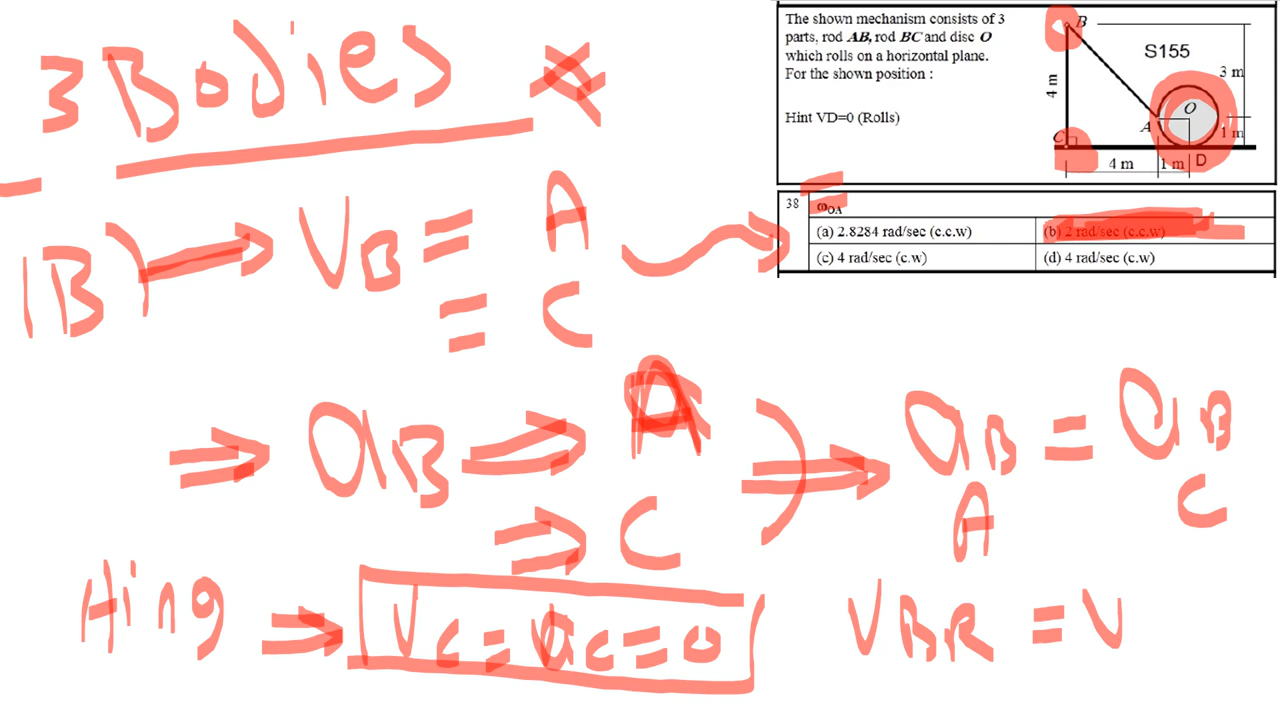 3 Bodies
1B) → VB = A
= C
⇒ aB ⇒ A
⇒ C
⇒ aB = aB
A C
Hing ⇒ Vc = ac = 0
VBR = V
The shown mechanism consists of 3
parts, rod AB, rod BC and disc O
which rolls on a horizontal plane.
For the shown position :
Hint VD=0 (Rolls)
B
S155
3 m
4 m
O
A
1 m
C
4 m
1 m
D
38 ωOA
(a) 2.8284 rad/sec (c.c.w) (b) 2 rad/sec (c.c.w)
(c) 4 rad/sec (c.w) (d) 4 rad/sec (c.w)